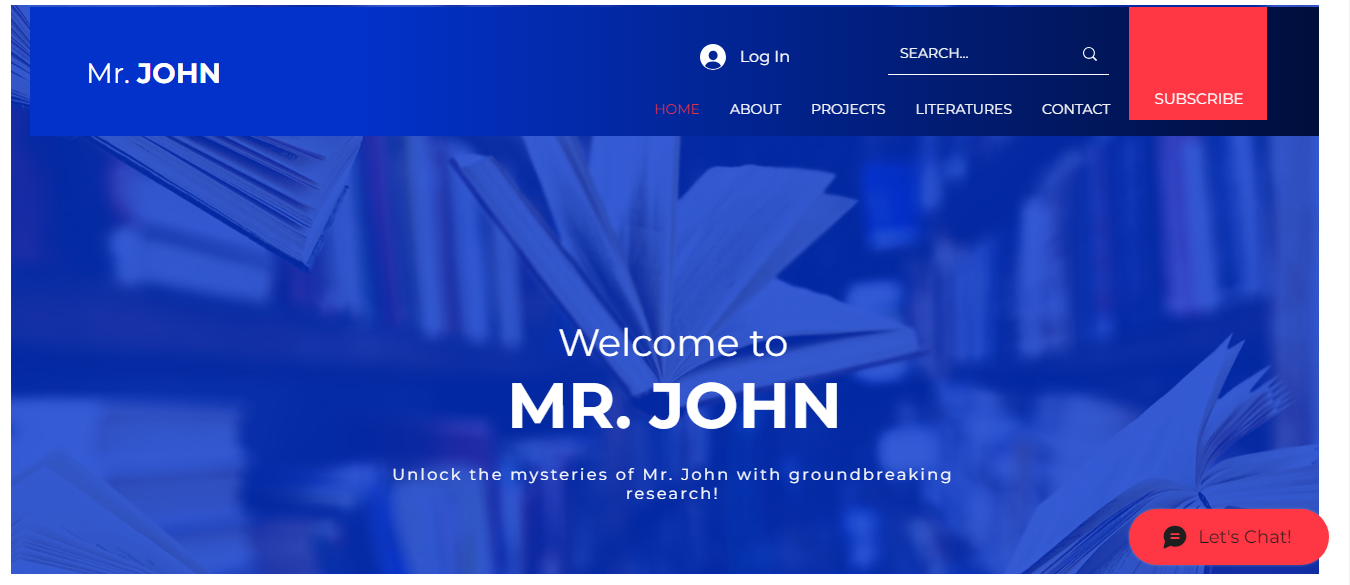 Mr. JOHN
Log In
SEARCH...
SUBSCRIBE
HOME ABOUT PROJECTS LITERATURES CONTACT
Welcome to
MR. JOHN
Unlock the mysteries of Mr. John with groundbreaking
research!
Let's Chat!